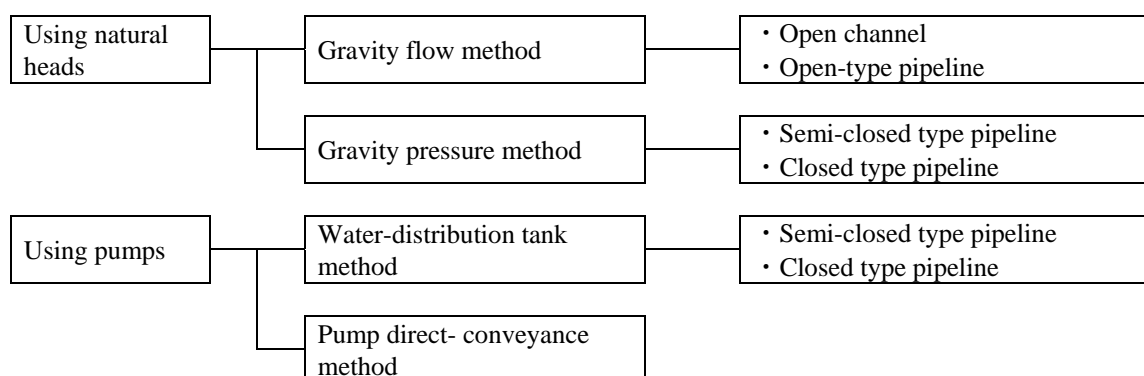 Using natural
heads
Gravity flow method
・Open channel
・Open-type pipeline
Gravity pressure method
・Semi-closed type pipeline
・Closed type pipeline
Using pumps
Water-distribution tank
method
・Semi-closed type pipeline
・Closed type pipeline
Pump direct- conveyance
method